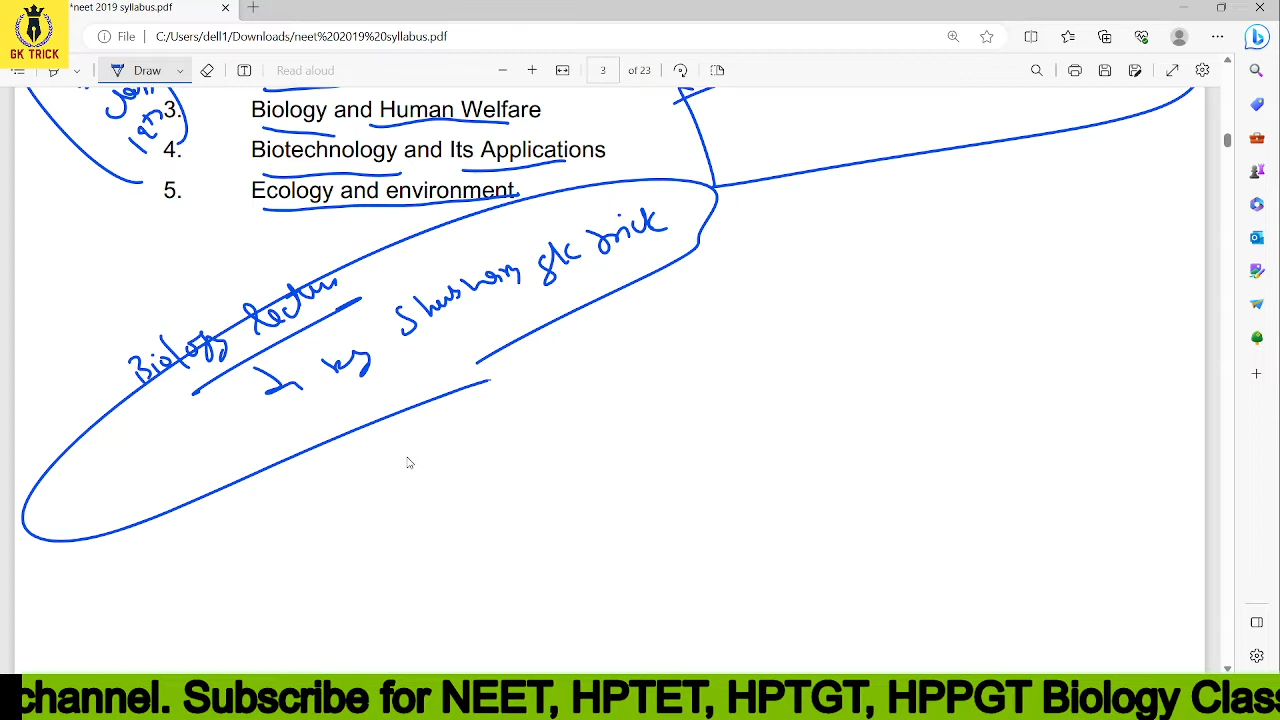 *neet 2019 syllabus.pdf
GK TRICK
File C:/Users/dell1/Downloads/neet%202019%20syllabus.pdf
Draw Read aloud 3 of 23
3. Biology and Human Welfare
12th
4. Biotechnology and Its Applications
5. Ecology and environment
gk trick
Biology lecture
channel. Subscribe for NEET, HPTET, HPTGT, HPPGT Biology Clas